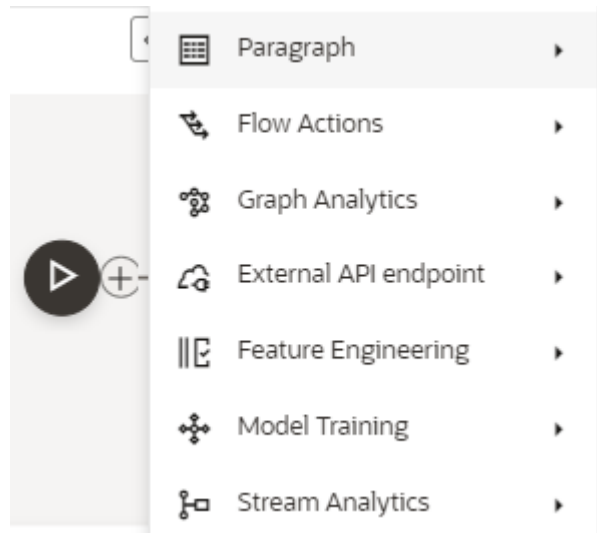 Paragraph
Flow Actions
Graph Analytics
External API endpoint
Feature Engineering
Model Training
Stream Analytics